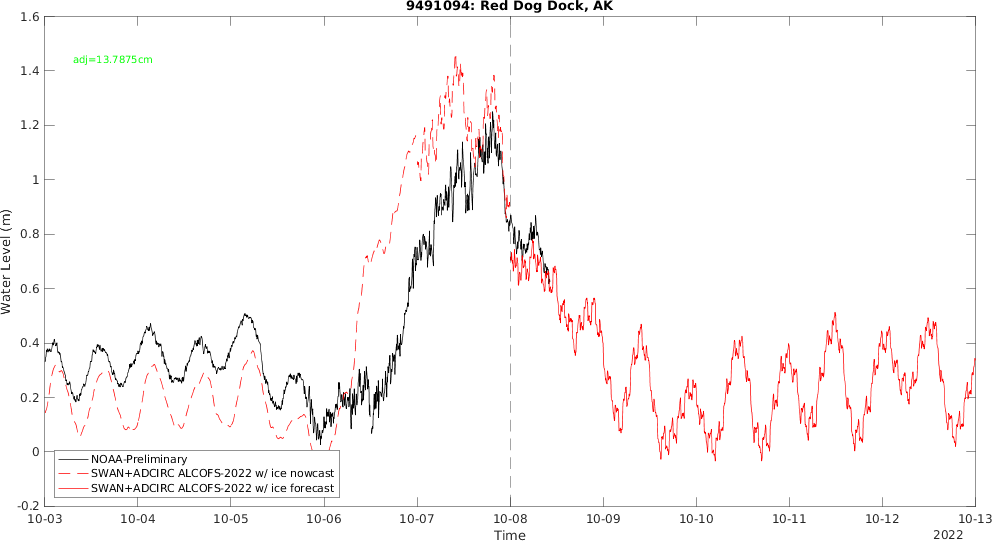 9491094: Red Dog Dock, AK
adj=13.7875cm
1.6
1.4
1.2
1
0.8
0.6
0.4
0.2
0
-0.2
Water Level (m)
NOAA-Preliminary
SWAN+ADCIRC ALCOFS-2022 w/ ice nowcast
SWAN+ADCIRC ALCOFS-2022 w/ ice forecast
10-03 10-04 10-05 10-06 10-07 10-08 10-09 10-10 10-11 10-12 10-13
Time
2022